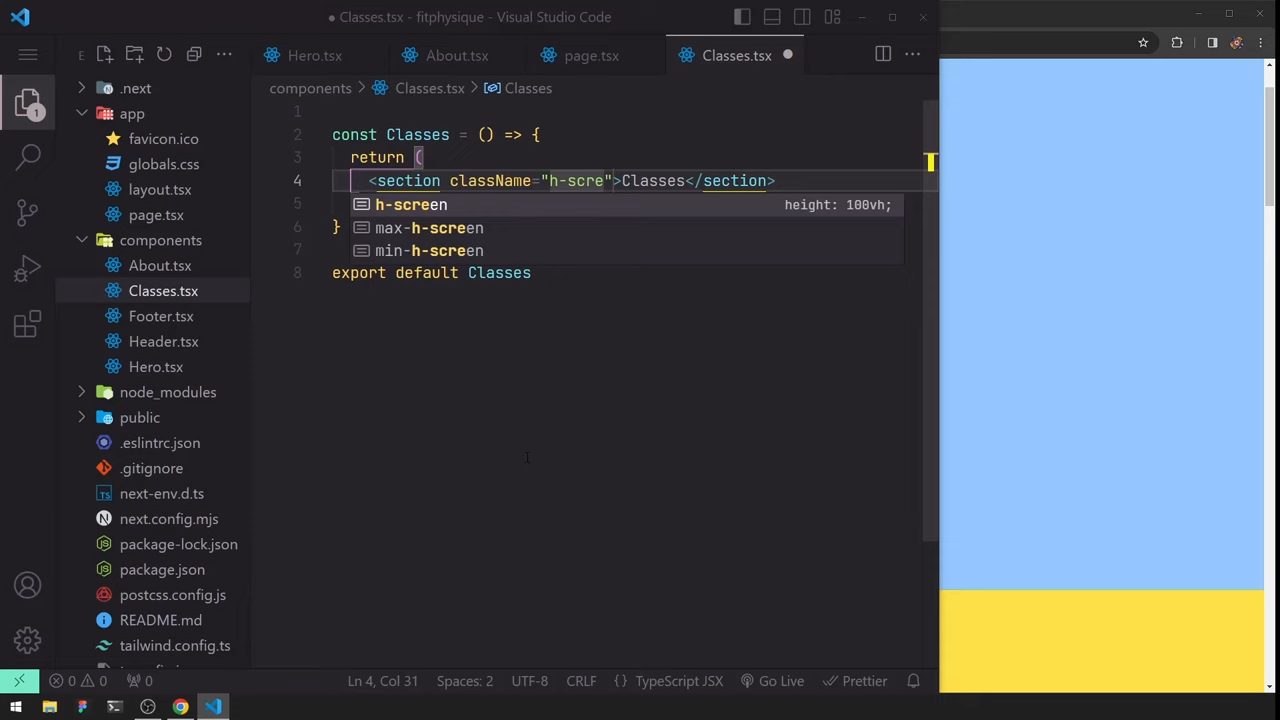 Classes.tsx - fitphysique - Visual Studio Code
E
Hero.tsx
About.tsx
page.tsx
Classes.tsx
components
Classes.tsx
Classes
.next
app
favicon.ico
globals.css
layout.tsx
page.tsx
components
About.tsx
Classes.tsx
Footer.tsx
Header.tsx
Hero.tsx
node_modules
public
.eslintrc.json
.gitignore
next-env.d.ts
next.config.mjs
package-lock.json
package.json
postcss.config.js
README.md
tailwind.config.ts
1
1
2 const Classes = () => {
3 return (
4 <section className="h-scre">Classes</section>
5
6 }
7
8 export default Classes
h-screen height: 100vh;
max-h-screen
min-h-screen
0 0 0 Ln 4, Col 31 Spaces: 2 UTF-8 CRLF {} TypeScript JSX Go Live Prettier